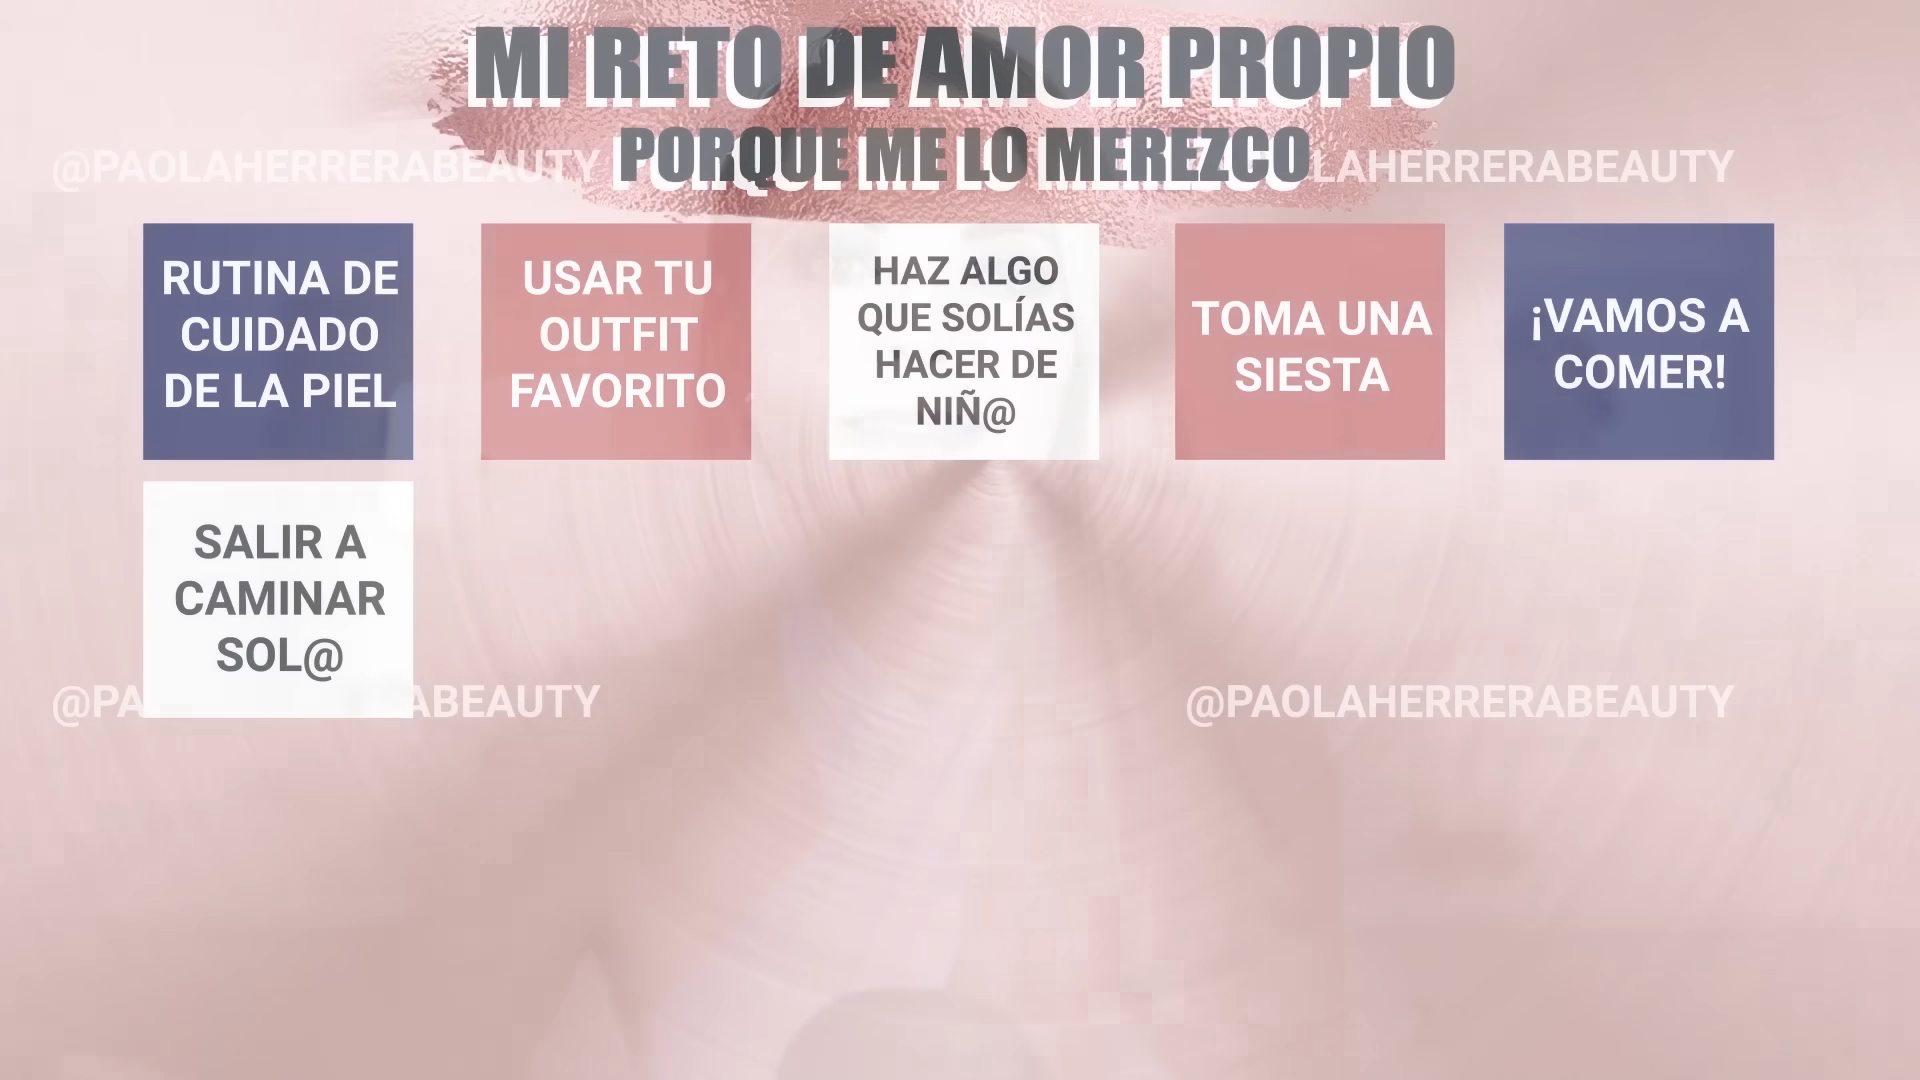 MI RETO DE AMOR PROPIO
PORQUE ME LO MEREZCO
@PAOLAHERRERABEAUTY
LAHERRERABEAUTY
RUTINA DE
CUIDADO
DE LA PIEL
USAR TU
OUTFIT
FAVORITO
HAZ ALGO
QUE SOLÍAS
HACER DE
NIÑ@
TOMA UNA
SIESTA
¡VAMOS A
COMER!
SALIR A
CAMINAR
SOL@
@PA ABEAUTY
@PAOLAHERRERABEAUTY